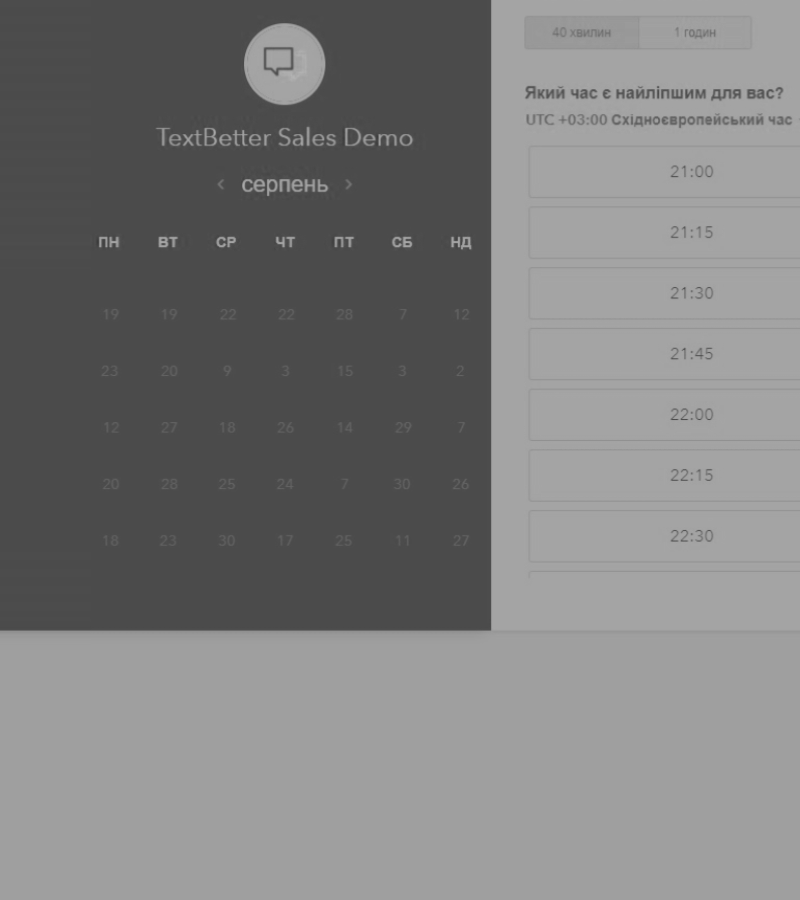 TextBetter Sales Demo
‹ серпень ›
ПН ВТ СР ЧТ ПТ СБ НД
19 19 22 22 28 7 12
23 20 9 3 15 3 2
12 27 18 26 14 29 7
20 28 25 24 7 30 26
18 23 30 17 25 11 27
40 хвилин 1 годин
Який час є найліпшим для вас?
UTC +03:00 Східноєвропейський час
21:00
21:15
21:30
21:45
22:00
22:15
22:30